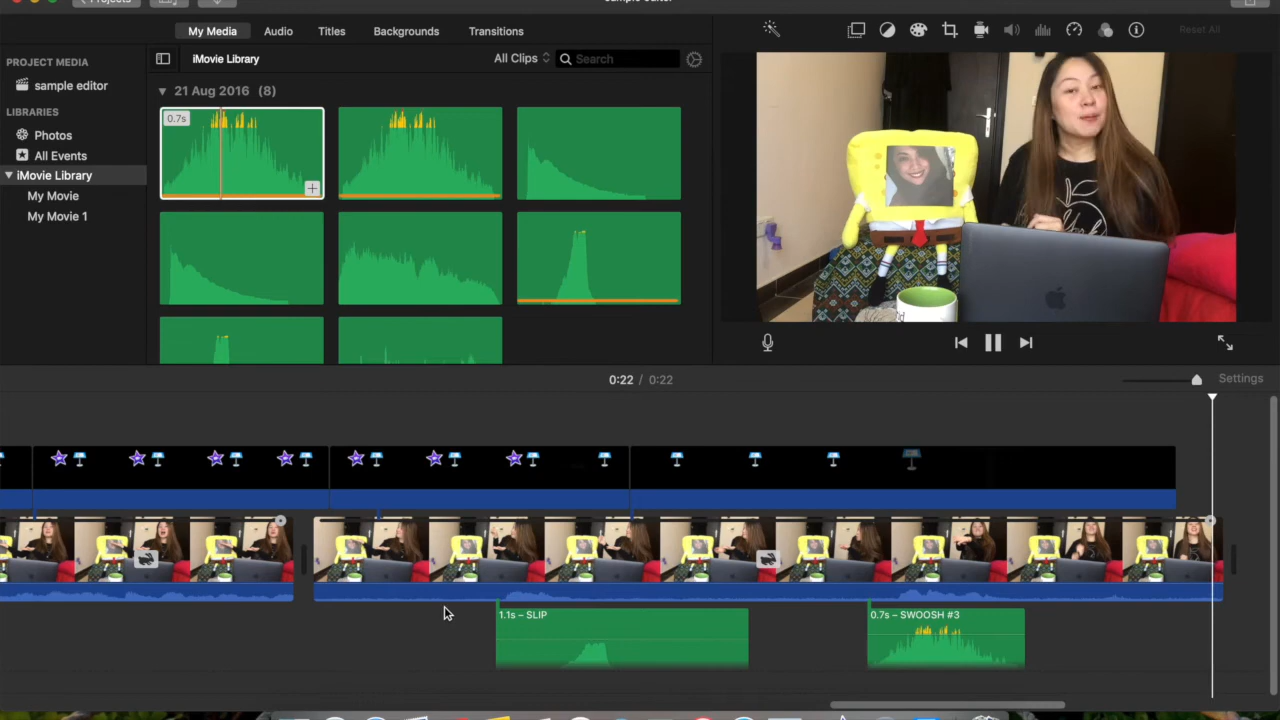 Projects
My Media
Audio
Titles
Backgrounds
Transitions
Reset All
PROJECT MEDIA
iMovie Library
All Clips
Search
sample editor
21 Aug 2016 (8)
LIBRARIES
0.7s
Photos
All Events
iMovie Library
My Movie
My Movie 1
0:22 / 0:22
Settings
1.1s – SLIP
0.7s – SWOOSH #3